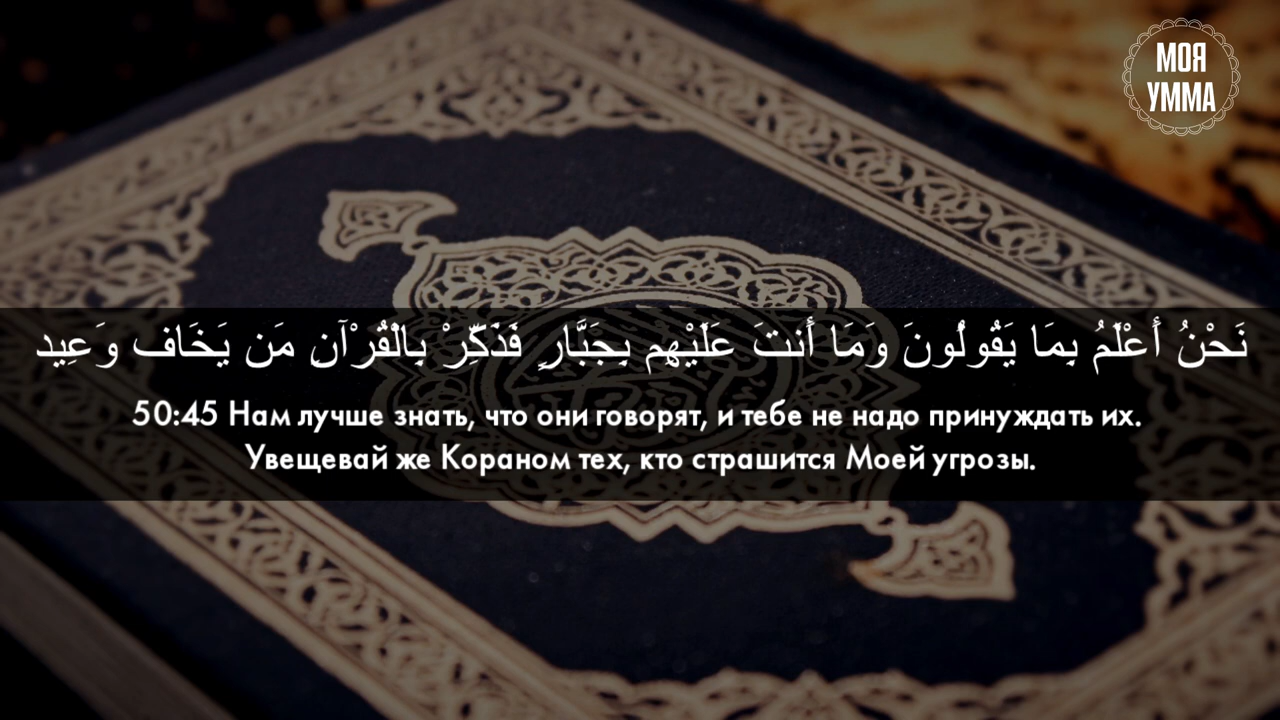 МОЯ
УММА
نَحْنُ أَعْلَمُ بِمَا يَقُولُونَ وَمَا أَنتَ عَلَيْهِم بِجَبَّارٍ فَذَكِّرْ بِالْقُرْآنِ مَن يَخَاف وَعِيد
50:45 Нам лучше знать, что они говорят, и тебе не надо принуждать их.
Увещевай же Кораном тех, кто страшится Моей угрозы.